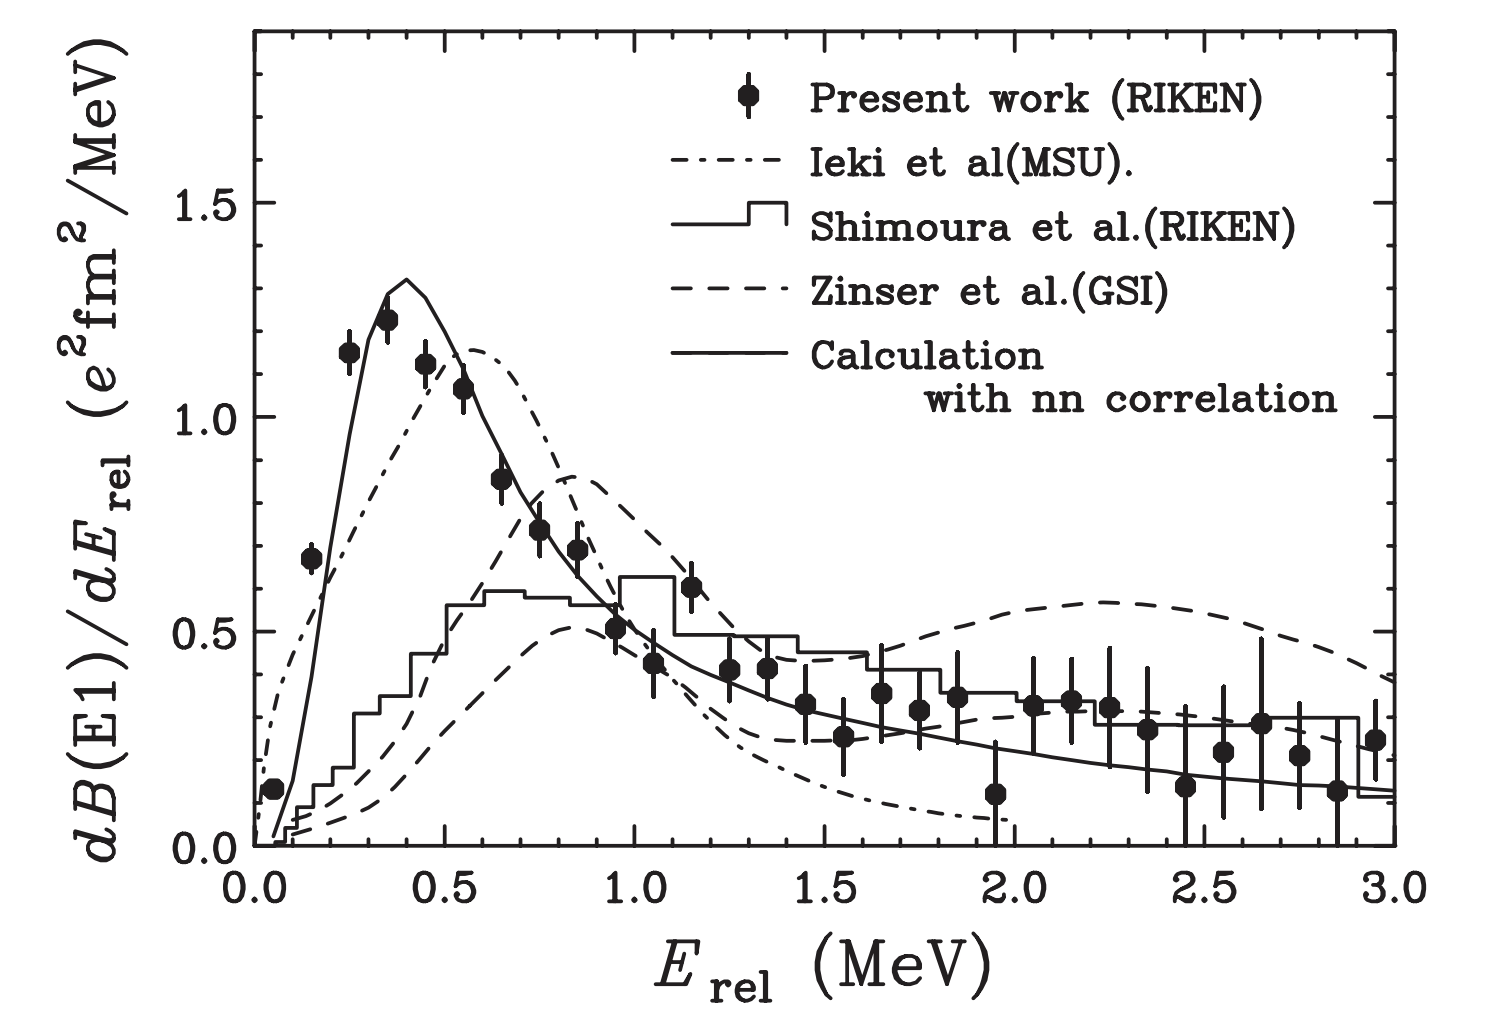 Present work (RIKEN)
Ieki et al(MSU).
Shimoura et al.(RIKEN)
Zinser et al.(GSI)
Calculation
with nn correlation
dB(E1)/dE_rel (e²fm²/MeV)
1.5
1.0
0.5
0.0
0.0 0.5 1.0 1.5 2.0 2.5 3.0
E_rel (MeV)